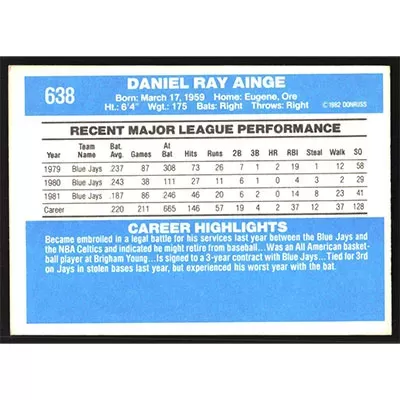 638
DANIEL RAY AINGE
Born: March 17, 1959 Home: Eugene, Ore
Ht.: 6'4" Wgt.: 175 Bats: Right Throws: Right
© 1982 DONRUSS
RECENT MAJOR LEAGUE PERFORMANCE
Year Team Name Bat. Avg. Games At Bat Hits Runs 2B 3B HR RBI Steal Walk SO
1979 Blue Jays .237 87 308 73 26 7 1 2 19 1 12 58
1980 Blue Jays .243 38 111 27 11 6 1 0 4 3 2 29
1981 Blue Jays .187 86 246 46 20 6 2 0 14 8 23 41
Career .220 211 665 146 57 19 4 2 37 12 37 128
CAREER HIGHLIGHTS
Became embroiled in a legal battle for his services last year between the Blue Jays and
the NBA Celtics and indicated he might retire from baseball...Was an All American basket-
ball player at Brigham Young...Is signed to a 3-year contract with Blue Jays...Tied for 3rd
on Jays in stolen bases last year, but experienced his worst year with the bat.